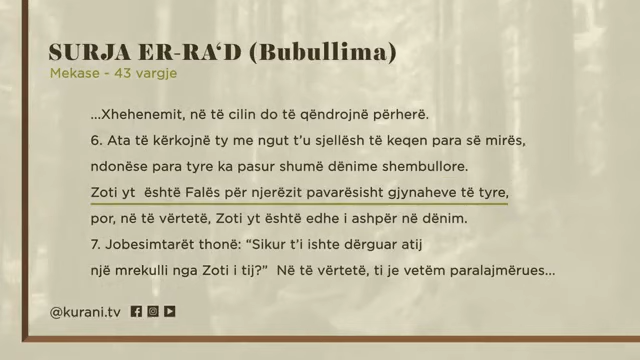 SURJA ER-RA‘D (Bubullima)
Mekase - 43 vargje
...Xhehenemit, në të cilin do të qëndrojnë përherë.
6. Ata të kërkojnë ty me ngut t’u sjellësh të keqen para së mirës,
ndonëse para tyre ka pasur shumë dënime shembullore.
Zoti yt është Falës për njerëzit pavarësisht gjynaheve të tyre,
por, në të vërtetë, Zoti yt është edhe i ashpër në dënim.
7. Jobesimtarët thonë: “Sikur t’i ishte dërguar atij
një mrekulli nga Zoti i tij?” Në të vërtetë, ti je vetëm paralajmërues...
@kurani.tv